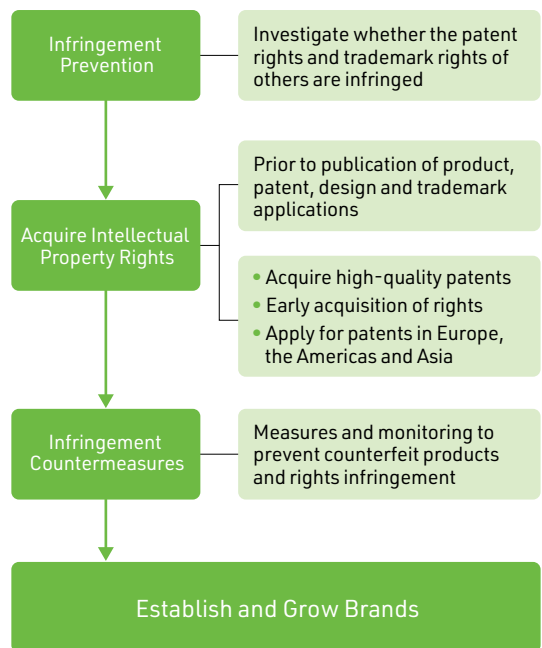 Infringement
Prevention
Investigate whether the patent
rights and trademark rights of
others are infringed
Acquire Intellectual
Property Rights
Prior to publication of product,
patent, design and trademark
applications
• Acquire high-quality patents
• Early acquisition of rights
• Apply for patents in Europe,
the Americas and Asia
Infringement
Countermeasures
Measures and monitoring to
prevent counterfeit products
and rights infringement
Establish and Grow Brands